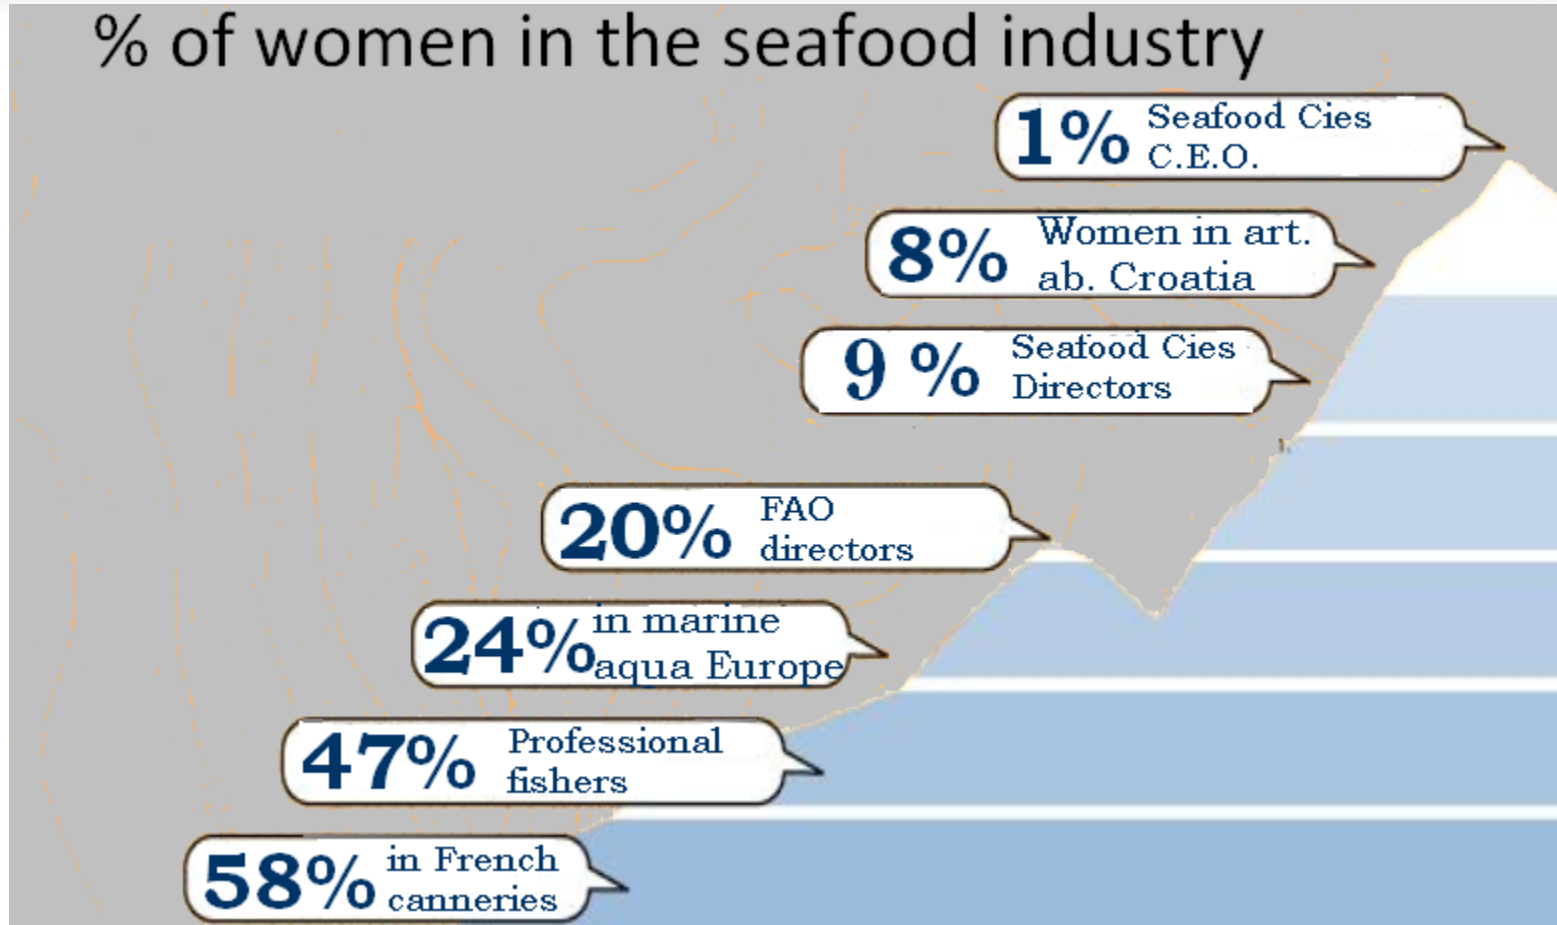 % of women in the seafood industry
1% Seafood Cies
C.E.O.
8% Women in art.
ab. Croatia
9 % Seafood Cies
Directors
20% FAO
directors
24% in marine
aqua Europe
47% Professional
fishers
58% in French
canneries